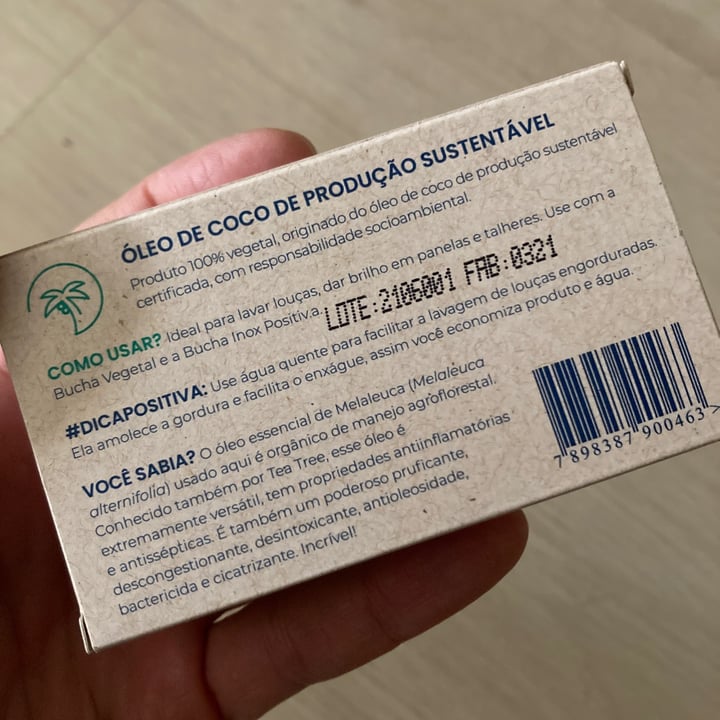 ÓLEO DE COCO DE PRODUÇÃO SUSTENTÁVEL
Produto 100% vegetal, originado do óleo de coco de produção sustentável
certificada, com responsabilidade socioambiental.
COMO USAR? Ideal para lavar louças, dar brilho em panelas e talheres. Use com a
Bucha Vegetal e a Bucha Inox Positiv.a.
LOTE:2106001 FAB:0321
#DICAPOSITIVA: Use água quente para facilitar a lavagem de louças engorduradas.
Ela amolece a gordura e facilita o enxágue, assim você economiza produto e água.
VOCÊ SABIA? O óleo essencial de Melaleuca (Melaléuca
alternifolia) usado aqui é orgânico de manejo agroflorestal.
Conhecido também por Tea Tree, esse óleo é
extremamente versátil, tem propriedades antiinflamatórias
e antissépticas. É também um poderoso pruficante,
descongestionante, desintoxicante, antioleosidade,
bactericida e cicatrizante. Incrível!
7 898387 900463 >